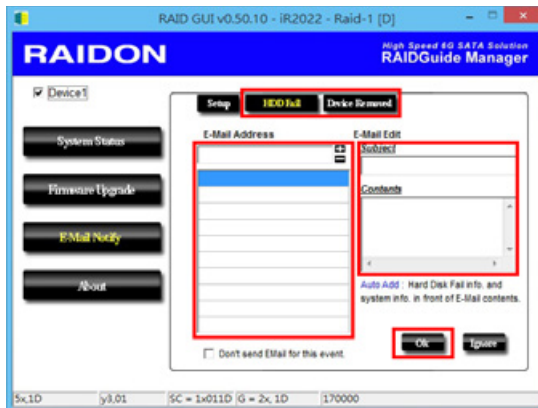 RAID GUI v0.50.10 - iR2022 - Raid-1 [D]
RAIDON
High Speed 6G SATA Solution
RAIDGuide Manager
Device1
Setup
HDD Fail
Device Removed
System Status
Firmware Upgrade
E-Mail Notify
About
E-Mail Address
E-Mail Edit
Subject
Contents
Auto Add : Hard Disk Fail info. and
system info. in front of E-Mail contents.
Don't send EMail for this event.
Ok
Ignore
5x,1D
y3,01
SC = 1x011D
G = 2x, 1D
170000